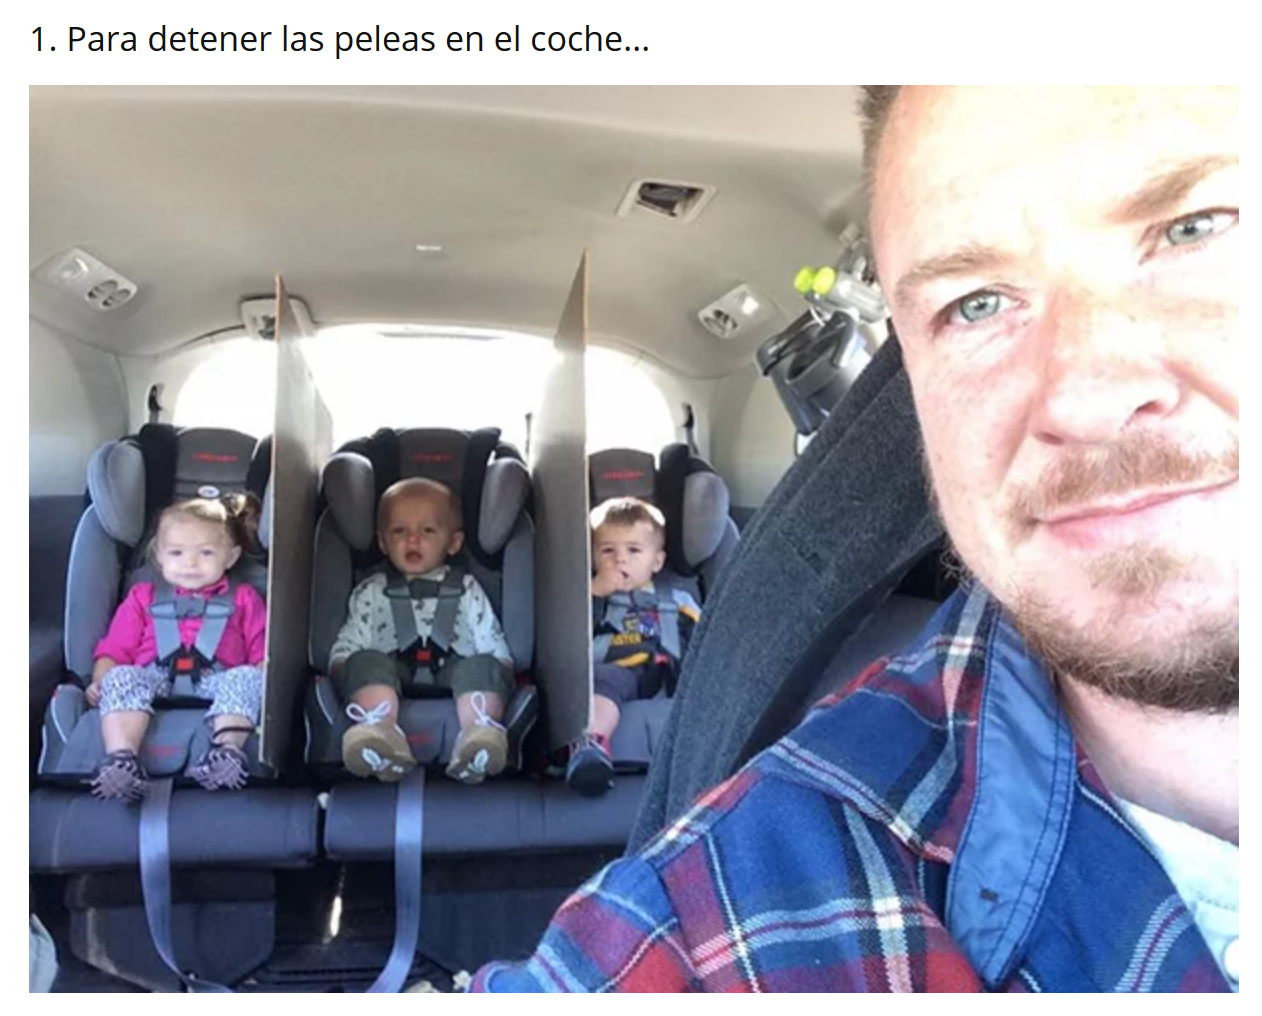 1. Para detener las peleas en el coche...